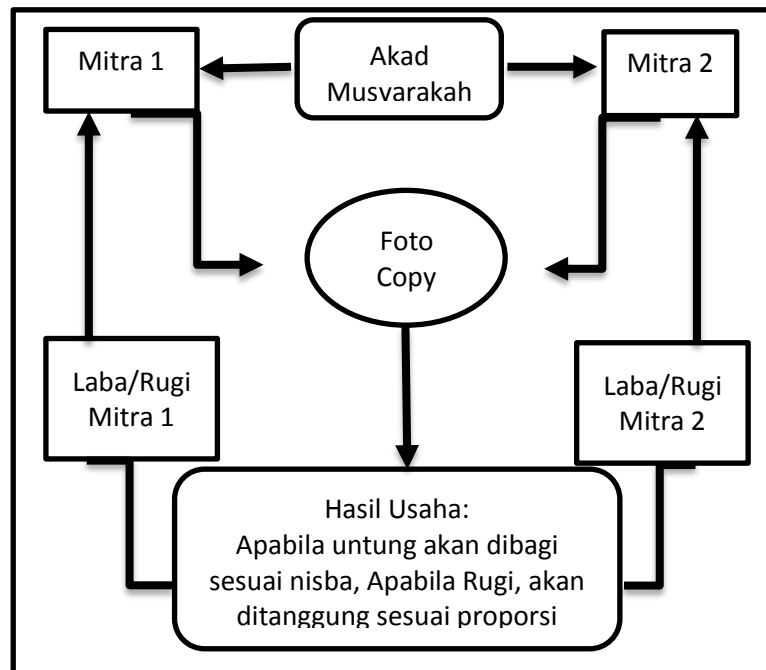 Mitra 1
Akad
Musyarakah
Mitra 2
Foto
Copy
Laba/Rugi
Mitra 1
Laba/Rugi
Mitra 2
Hasil Usaha:
Apabila untung akan dibagi
sesuai nisba, Apabila Rugi, akan
ditanggung sesuai proporsi